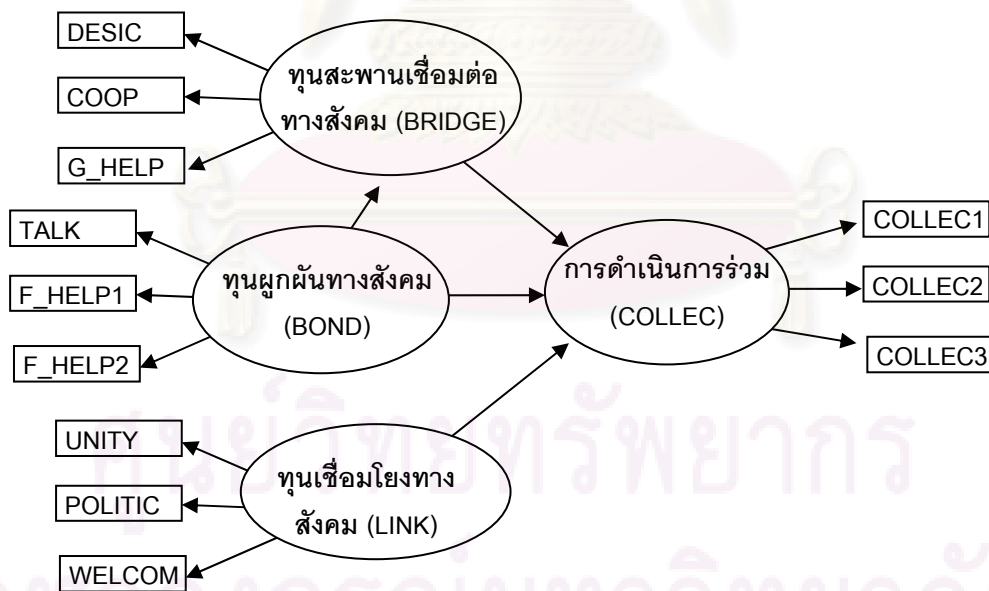 DESIC
COOP
G_HELP
ทุนสะพานเชื่อมต่อ
ทางสังคม (BRIDGE)
TALK
F_HELP1
F_HELP2
ทุนผูกผันทางสังคม
(BOND)
การดำเนินการร่วม
(COLLEC)
COLLEC1
COLLEC2
COLLEC3
UNITY
POLITIC
WELCOM
ทุนเชื่อมโยงทาง
สังคม (LINK)
ศูนย์วิทยทรัพยากร